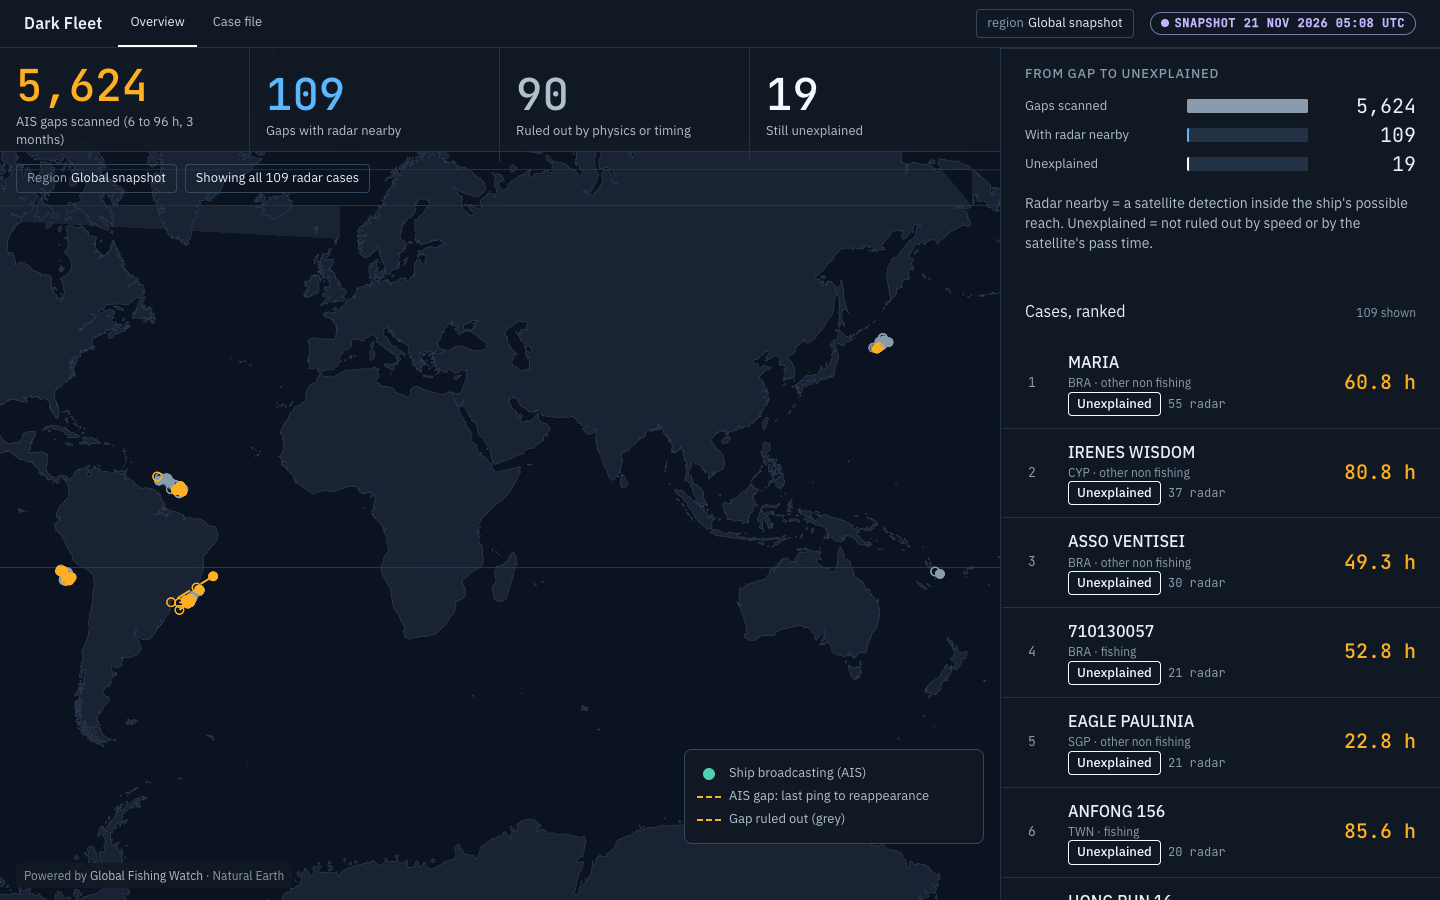 Dark Fleet
Overview
Case file
region Global snapshot
SNAPSHOT 21 NOV 2026 05:08 UTC
5,624
AIS gaps scanned (6 to 96 h, 3
months)
109
Gaps with radar nearby
90
Ruled out by physics or timing
19
Still unexplained
Region Global snapshot
Showing all 109 radar cases
Ship broadcasting (AIS)
AIS gap: last ping to reappearance
Gap ruled out (grey)
Powered by Global Fishing Watch · Natural Earth
FROM GAP TO UNEXPLAINED
Gaps scanned 5,624
With radar nearby 109
Unexplained 19
Radar nearby = a satellite detection inside the ship's possible
reach. Unexplained = not ruled out by speed or by the
satellite's pass time.
Cases, ranked
109 shown
1
MARIA
BRA · other non fishing
Unexplained 55 radar
60.8 h
2
IRENES WISDOM
CYP · other non fishing
Unexplained 37 radar
80.8 h
3
ASSO VENTISEI
BRA · other non fishing
Unexplained 30 radar
49.3 h
4
710130057
BRA · fishing
Unexplained 21 radar
52.8 h
5
EAGLE PAULINIA
SGP · other non fishing
Unexplained 21 radar
22.8 h
6
ANFONG 156
TWN · fishing
Unexplained 20 radar
85.6 h